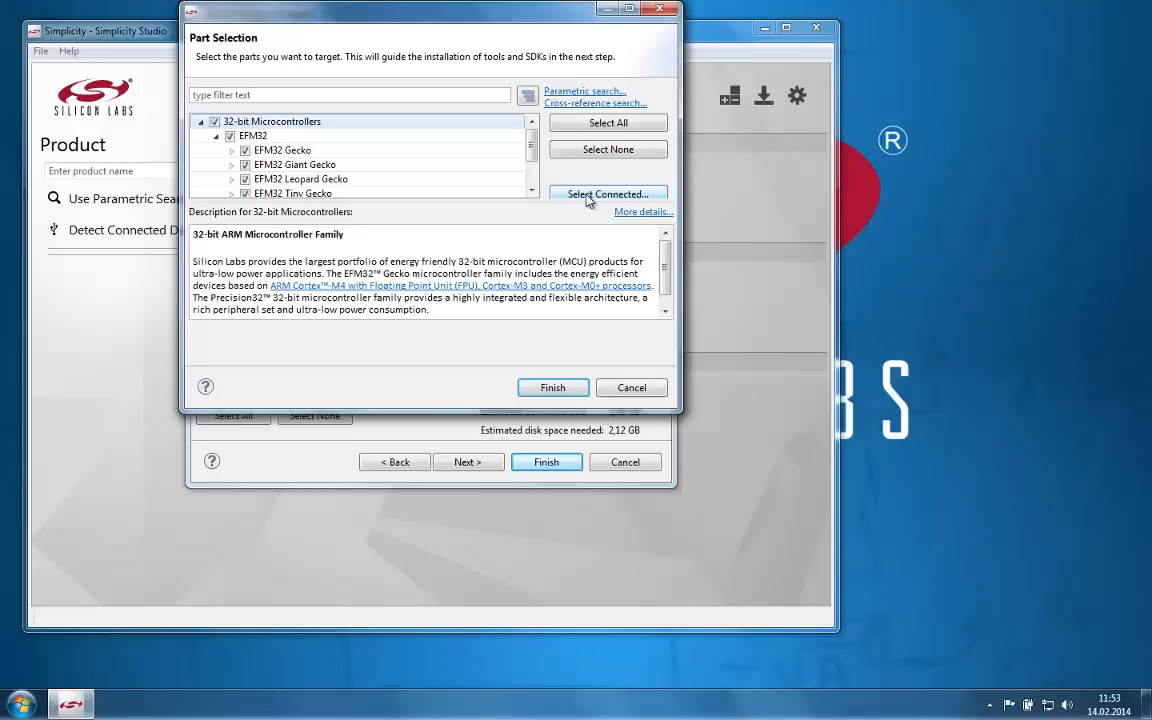 Simplicity - Simplicity Studio
File Help
SILICON LABS
Product
Enter product name
Use Parametric Sea
Detect Connected D
Part Selection
Select the parts you want to target. This will guide the installation of tools and SDKs in the next step.
type filter text
Parametric search...
Cross-reference search...
32-bit Microcontrollers
EFM32
EFM32 Gecko
EFM32 Giant Gecko
EFM32 Leopard Gecko
EFM32 Tiny Gecko
Select All
Select None
Select Connected...
Description for 32-bit Microcontrollers:
More details...
32-bit ARM Microcontroller Family
Silicon Labs provides the largest portfolio of energy friendly 32-bit microcontroller (MCU) products for
ultra-low power applications. The EFM32™ Gecko microcontroller family includes the energy efficient
devices based on ARM Cortex™-M4 with Floating Point Unit (FPU), Cortex-M3 and Cortex-M0+ processors.
The Precision32™ 32-bit microcontroller family provides a highly integrated and flexible architecture, a
rich peripheral set and ultra-low power consumption.
? Finish Cancel
Select All Select None
Estimated disk space needed: 2,12 GB
? < Back Next > Finish Cancel
®
BS
11:53
14.02.2014